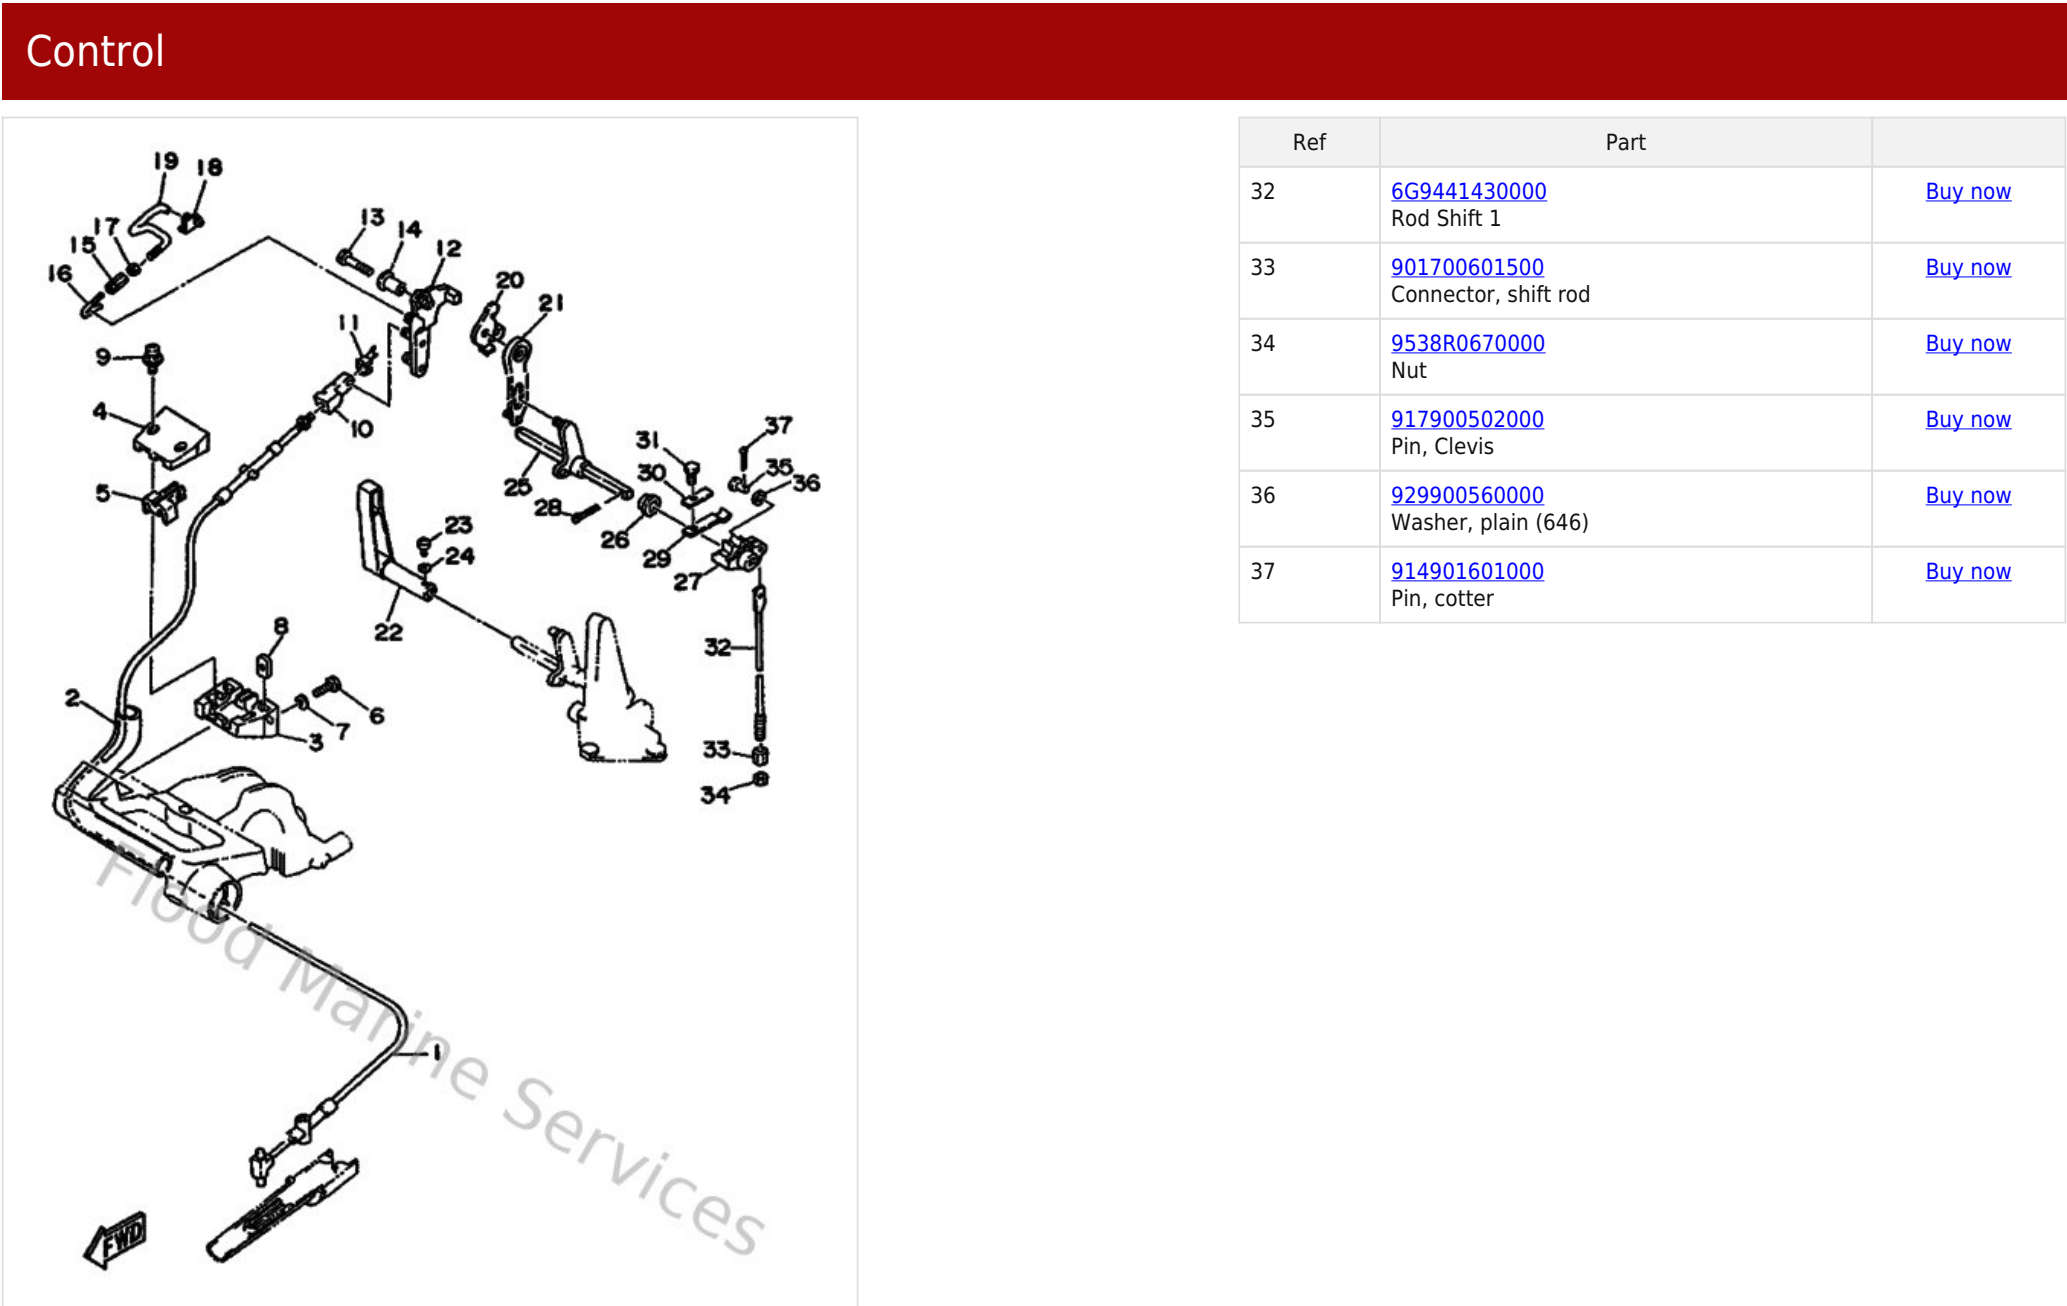 Control
19
18
13
14
12
17
15
16
20
21
11
9
4
10
5
31
37
30
35
36
25
28
26
29
27
23
24
22
8
32
2
6
7
3
33
34
1
FWD
Flood Marine Services
Ref Part
32 6G9441430000 Buy now
Rod Shift 1
33 901700601500 Buy now
Connector, shift rod
34 9538R0670000 Buy now
Nut
35 917900502000 Buy now
Pin, Clevis
36 929900560000 Buy now
Washer, plain (646)
37 914901601000 Buy now
Pin, cotter